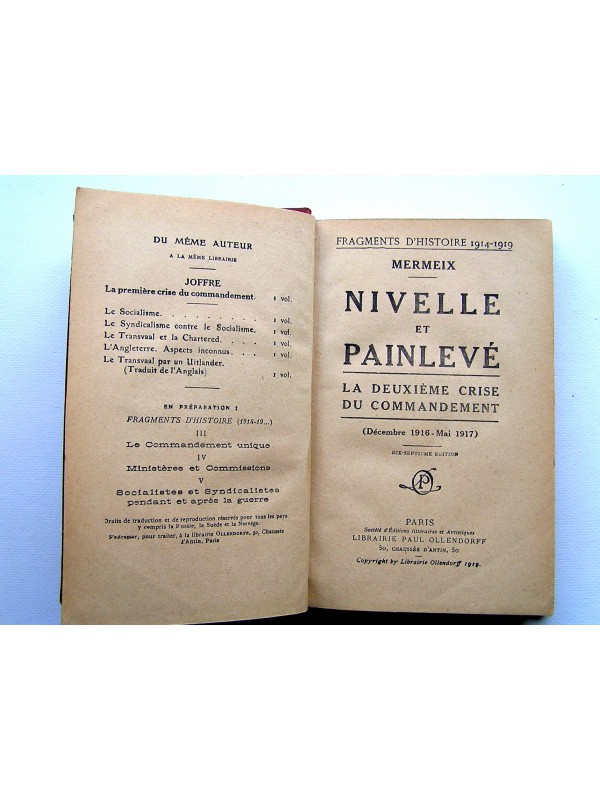 DU MÊME AUTEUR
A LA MÊME LIBRAIRIE
JOFFRE
La première crise du commandement. 1 vol.
Le Socialisme. . . . . . . . . . 1 vol.
Le Syndicalisme contre le Socialisme. 1 vol.
Le Transvaal et la Chartered. . . . 1 vol.
L'Angleterre. Aspects inconnus. . . 1 vol.
Le Transvaal par un Uitlander.
(Traduit de l'Anglais) 1 vol.
EN PRÉPARATION :
FRAGMENTS D'HISTOIRE (1914-19...)
III
Le Commandement unique
IV
Ministères et Commissions
V
Socialistes et Syndicalistes
pendant et après la guerre
Droits de traduction et de reproduction réservés pour tous les pays
y compris la Russie, la Suède et la Norvège.
S'adresser, pour traiter, à la librairie OLLENDORFF, 50, Chaussée
d'Antin, Paris
FRAGMENTS D'HISTOIRE 1914-1919
MERMEIX
NIVELLE
ET
PAINLEVÉ
LA DEUXIÈME CRISE
DU COMMANDEMENT
(Décembre 1916-Mai 1917)
DIX-SEPTIÈME ÉDITION
PARIS
Société d'Éditions littéraires et Artistiques
LIBRAIRIE PAUL OLLENDORFF
50, CHAUSSÉE D'ANTIN, 50
Copyright by Librairie Ollendorff 1919.